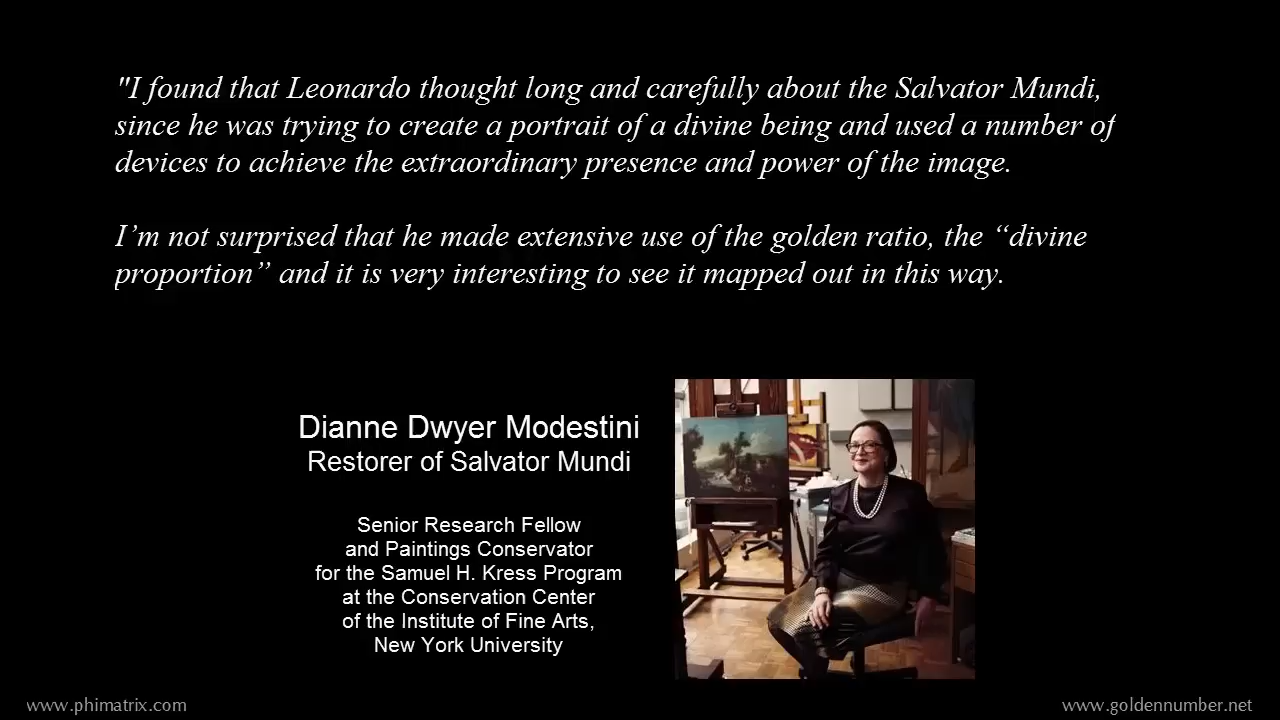 "I found that Leonardo thought long and carefully about the Salvator Mundi,
since he was trying to create a portrait of a divine being and used a number of
devices to achieve the extraordinary presence and power of the image.
I’m not surprised that he made extensive use of the golden ratio, the “divine
proportion” and it is very interesting to see it mapped out in this way.
Dianne Dwyer Modestini
Restorer of Salvator Mundi
Senior Research Fellow
and Paintings Conservator
for the Samuel H. Kress Program
at the Conservation Center
of the Institute of Fine Arts,
New York University
www.phimatrix.com
www.goldennumber.net